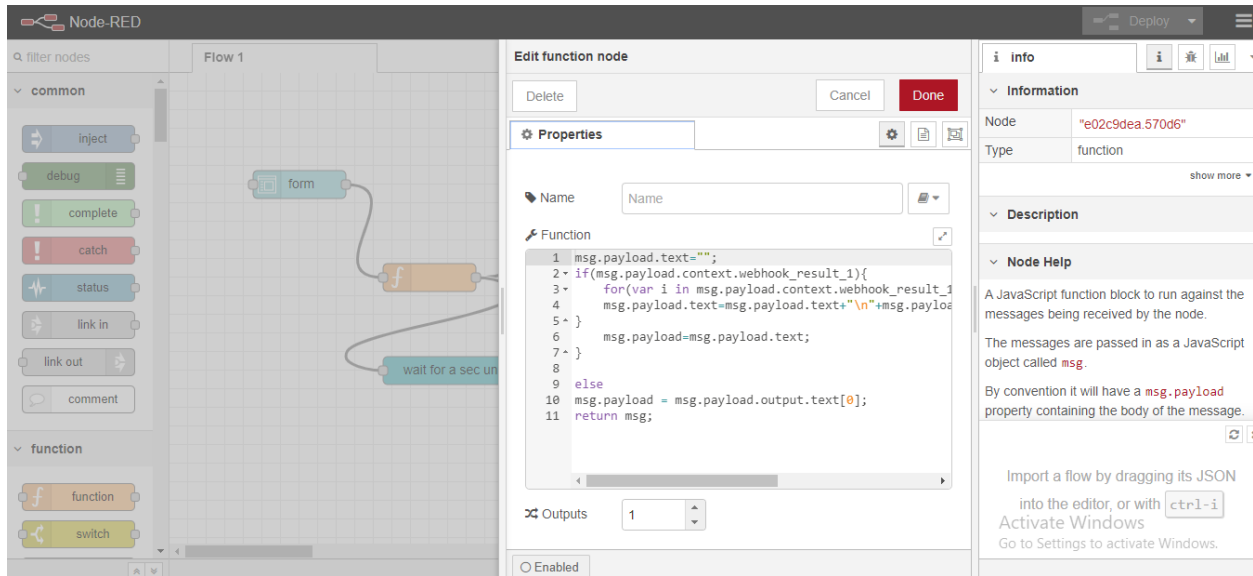 Node-RED
Deploy
filter nodes
common
inject
debug
complete
catch
status
link in
link out
comment
function
function
switch
Flow 1
form
f
wait for a sec un
Edit function node
Delete
Cancel
Done
Properties
Name
Name
Function
1 msg.payload.text="";
2 if(msg.payload.context.webhook_result_1){
3 for(var i in msg.payload.context.webhook_result_1
4 msg.payload.text=msg.payload.text+"\n"+msg.payloa
5 }
6 msg.payload=msg.payload.text;
7 }
8
9 else
10 msg.payload = msg.payload.output.text[0];
11 return msg;
Outputs
1
Enabled
i info
i
Information
Node "e02c9dea.570d6"
Type function
show more
Description
Node Help
A JavaScript function block to run against the
messages being received by the node.
The messages are passed in as a JavaScript
object called msg.
By convention it will have a msg.payload
property containing the body of the message.
Import a flow by dragging its JSON
into the editor, or with ctrl-i
Activate Windows
Go to Settings to activate Windows.